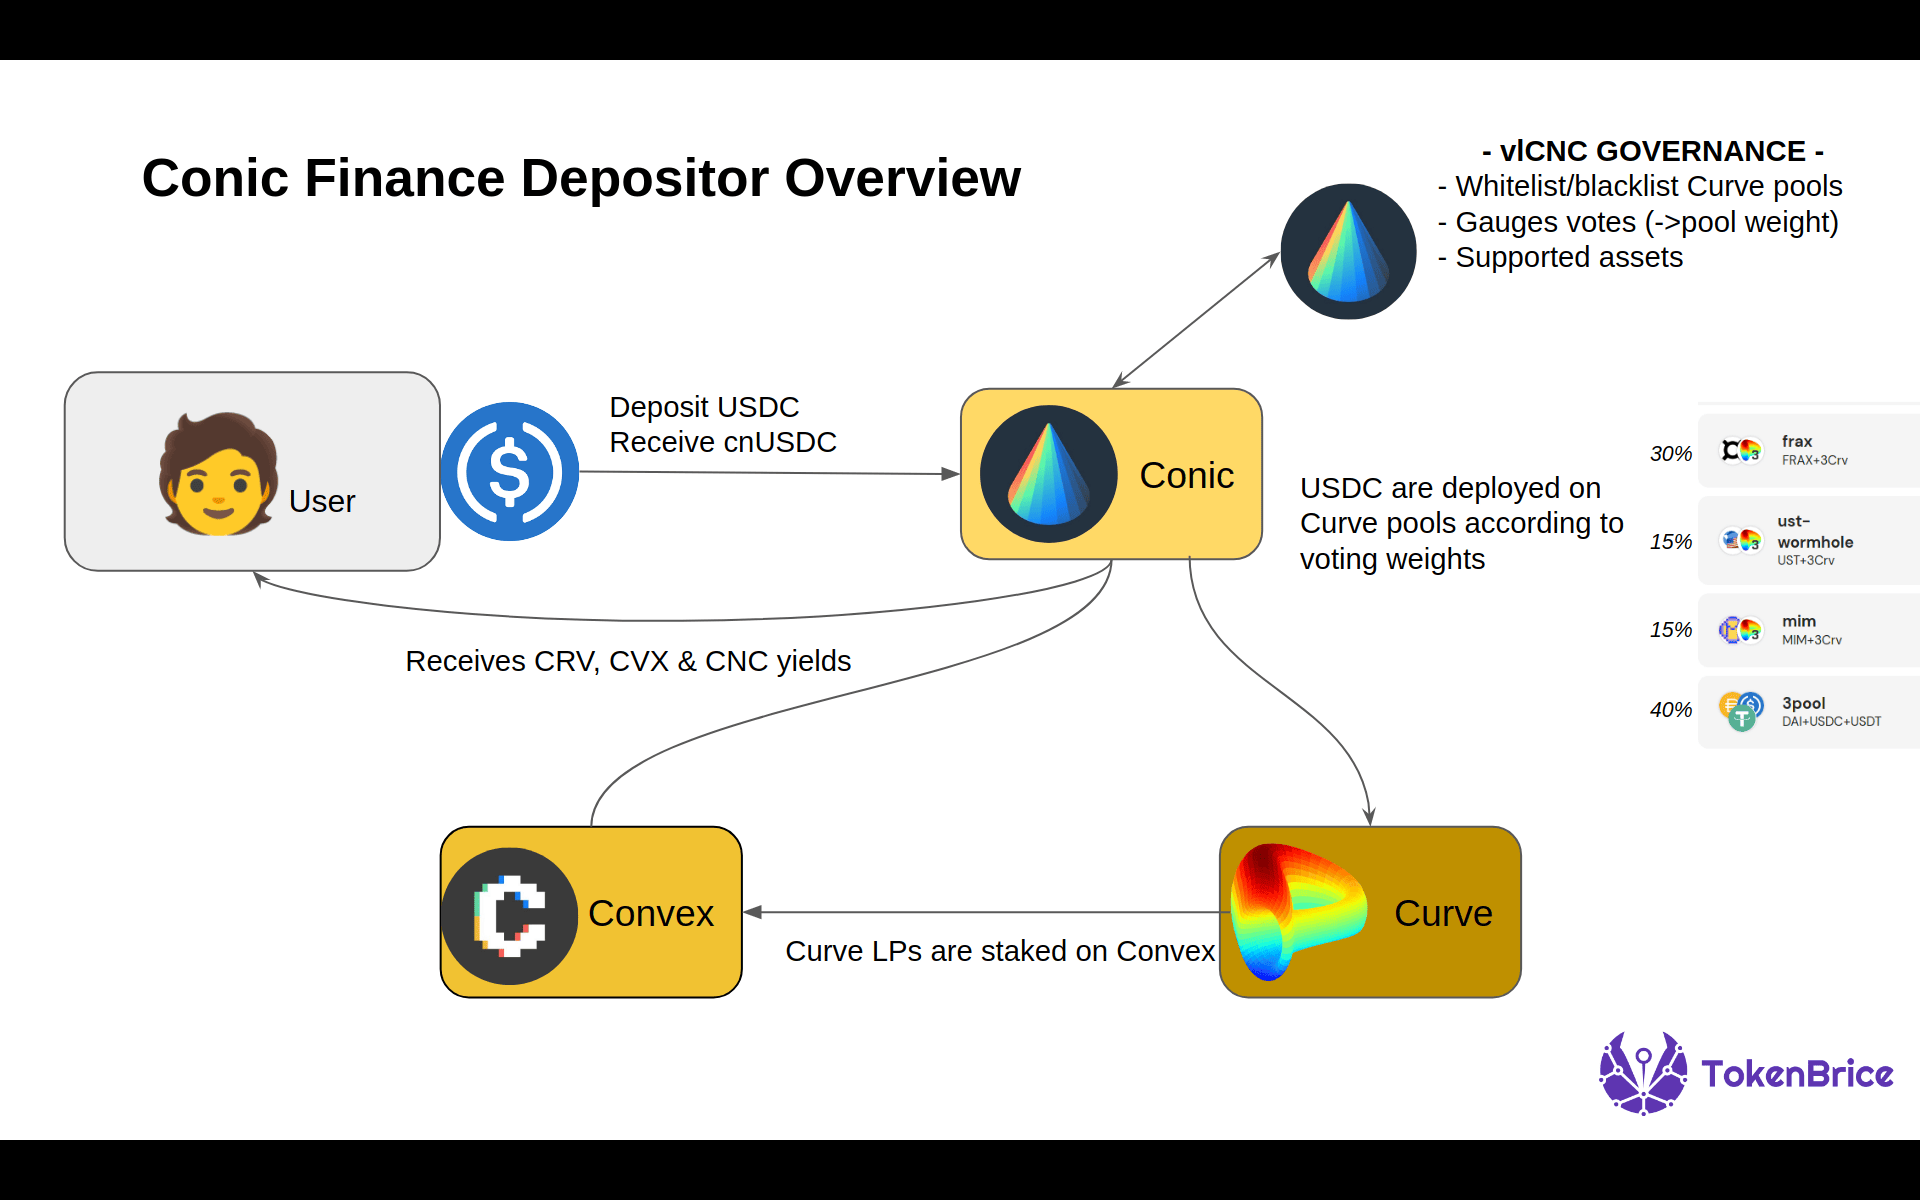 Conic Finance Depositor Overview
- vlCNC GOVERNANCE -
- Whitelist/blacklist Curve pools
- Gauges votes (->pool weight)
- Supported assets
User
Deposit USDC
Receive cnUSDC
Conic
USDC are deployed on
Curve pools according to
voting weights
30%
frax
FRAX+3Crv
15%
ust-
wormhole
UST+3Crv
15%
mim
MIM+3Crv
40%
3pool
DAI+USDC+USDT
Receives CRV, CVX & CNC yields
Convex
Curve LPs are staked on Convex
Curve
TokenBrice